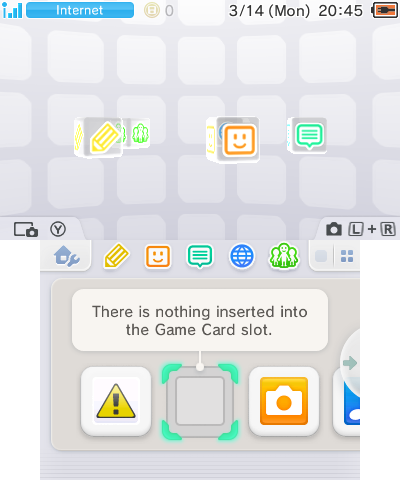 Internet 0 3/14 (Mon) 20:45
Y L + R
There is nothing inserted into
the Game Card slot.